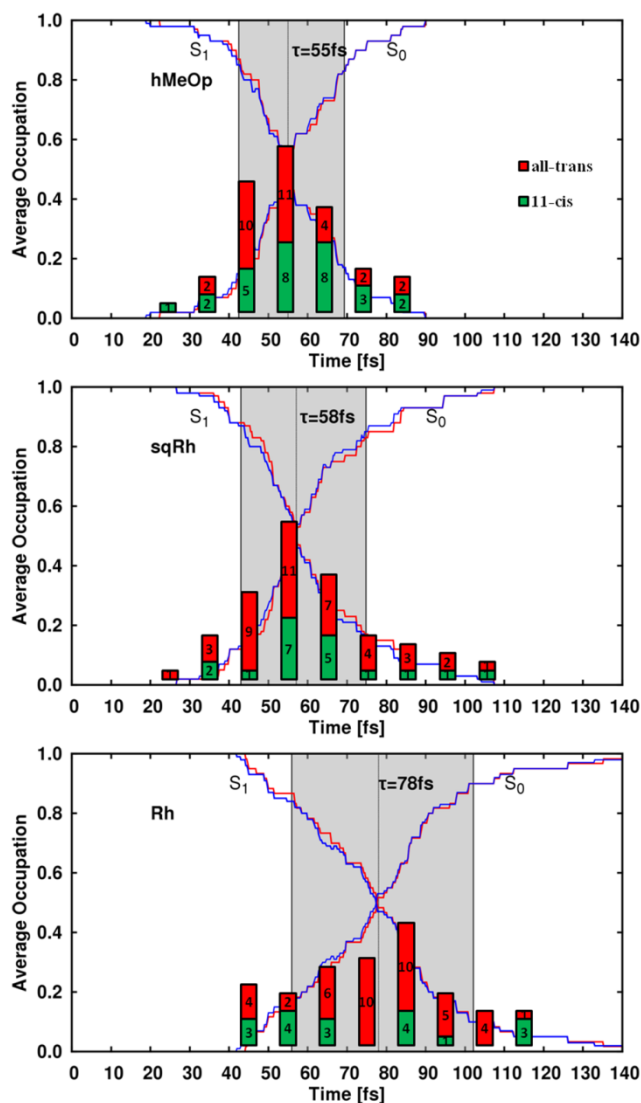 1.0
S1 τ=55fs S0
0.8
hMeOp
0.6
all-trans
11-cis
0.4
0.2
0.0
10 11 4
2 2 2
5 8 8 3
2 2
Average Occupation
0 10 20 30 40 50 60 70 80 90 100 110 120 130 140
Time [fs]
1.0
S1 τ=58fs S0
0.8
sqRh
0.6
0.4
0.2
0.0
11
7
9
3 4 3 2
7 5
2
Average Occupation
0 10 20 30 40 50 60 70 80 90 100 110 120 130 140
Time [fs]
1.0
S1 τ=78fs S0
0.8
Rh
0.6
0.4
0.2
0.0
10
6 10
4 2 5 4
3 4 3 4 3
Average Occupation
0 10 20 30 40 50 60 70 80 90 100 110 120 130 140
Time [fs]